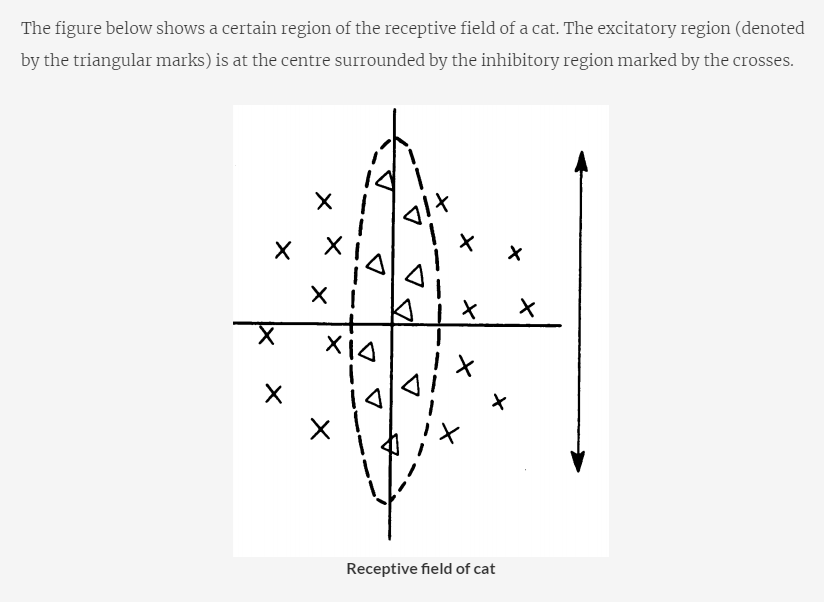 The figure below shows a certain region of the receptive field of a cat. The excitatory region (denoted
by the triangular marks) is at the centre surrounded by the inhibitory region marked by the crosses.
Receptive field of cat